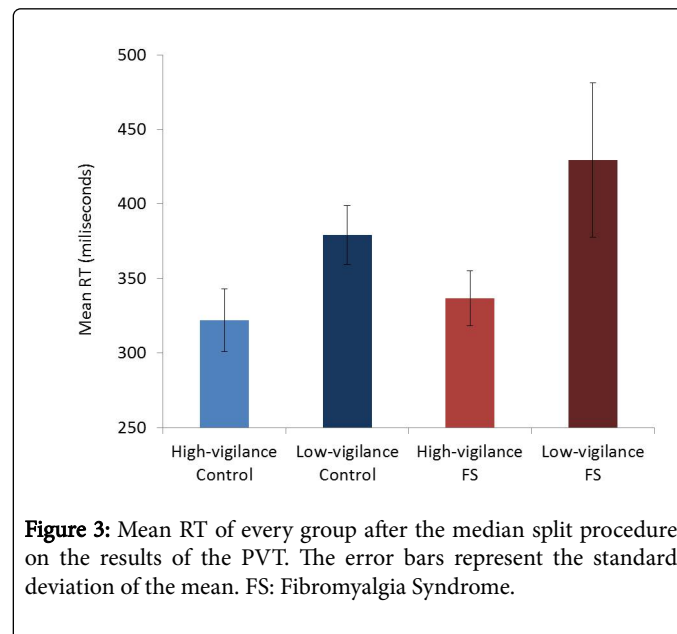 500
450
400
350
300
250
Mean RT (miliseconds)
High-vigilance Low-vigilance High-vigilance Low-vigilance
Control Control FS FS
Figure 3: Mean RT of every group after the median split procedure
on the results of the PVT. The error bars represent the standard
deviation of the mean. FS: Fibromyalgia Syndrome.